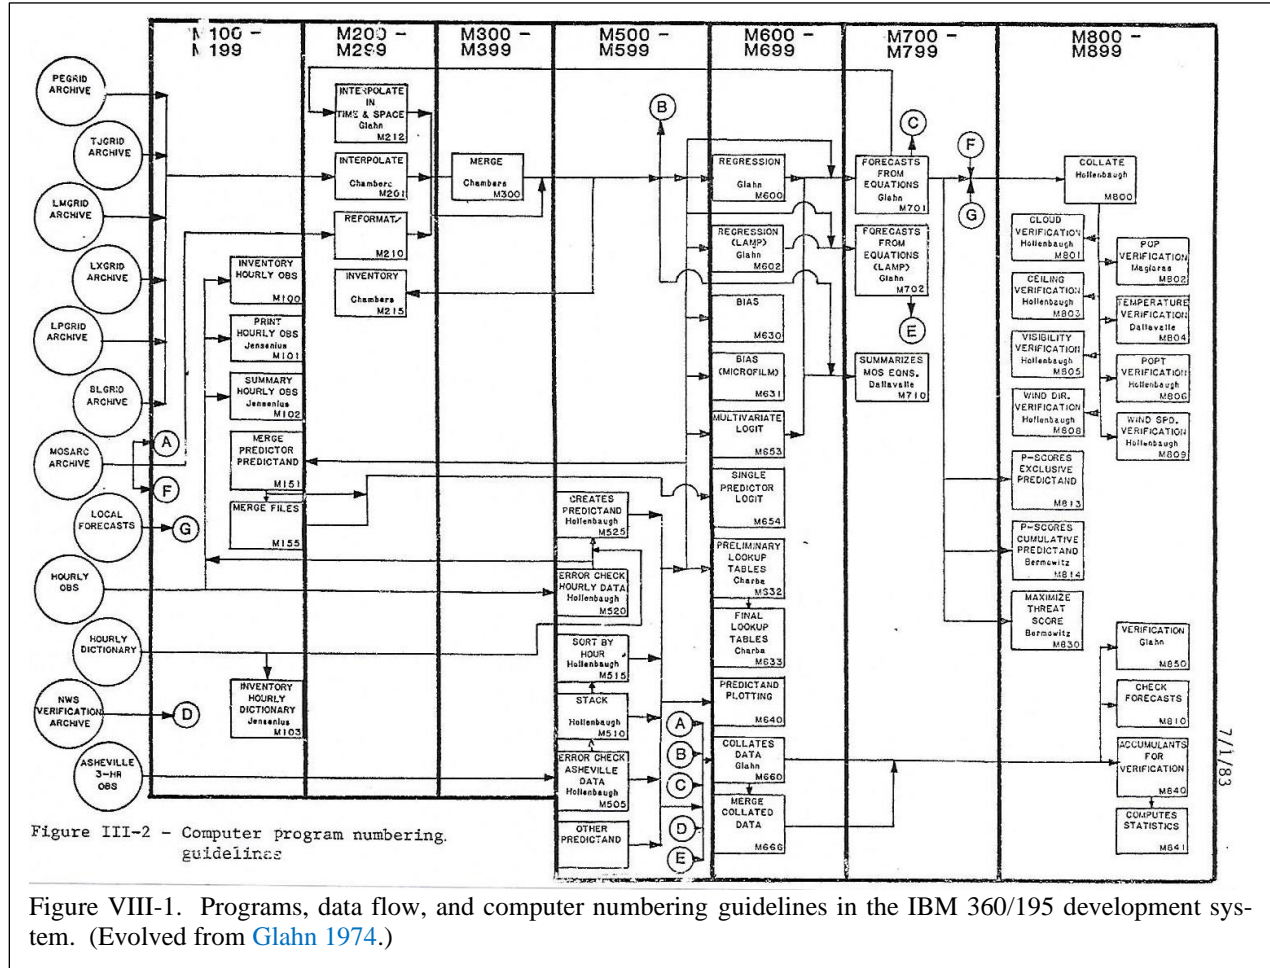 M100 -
M199
M200 -
M299
M300 -
M399
M500 -
M599
M600 -
M699
M700 -
M799
M800 -
M899
PEGRID
ARCHIVE
TJGRID
ARCHIVE
LMGRID
ARCHIVE
LXGRID
ARCHIVE
LPGRID
ARCHIVE
BLGRID
ARCHIVE
MOSARC
ARCHIVE
LOCAL
FORECASTS
HOURLY
OBS
HOURLY
DICTIONARY
NWS
VERIFICATION
ARCHIVE
ASHEVILLE
3-HR
OBS
A
F
G
D
INVENTORY
HOURLY OBS
M100
PRINT
HOURLY OBS
Jensenius
M101
SUMMARY
HOURLY OBS
Jensenius
M102
MERGE
PREDICTOR
PREDICTAND
M151
MERGE FILES
M155
INVENTORY
HOURLY
DICTIONARY
Jensenius
M103
INTERPOLATE
IN
TIME & SPACE
Glahn
M212
INTERPOLATE
Chambers
M201
REFORMAT
M210
INVENTORY
Chambers
M215
MERGE
Chambers
M300
CREATES
PREDICTAND
Hollenbaugh
M525
ERROR CHECK
HOURLY DATA
Hollenbaugh
M520
SORT BY
HOUR
Hollenbaugh
M515
STACK
Hollenbaugh
M510
ERROR CHECK
ASHEVILLE
DATA
Hollenbaugh
M505
OTHER
PREDICTAND
B
A
B
C
D
E
REGRESSION
Glahn
M600
REGRESSION
(LAMP)
Glahn
M602
BIAS
M630
BIAS
(MICROFILM)
M631
MULTIVARIATE
LOGIT
M653
SINGLE
PREDICTOR
LOGIT
M654
PRELIMINARY
LOOKUP
TABLES
Charba
M632
FINAL
LOOKUP
TABLES
Charba
M633
PREDICTAND
PLOTTING
M640
COLLATES
DATA
Glahn
M660
MERGE
COLLATED
DATA
M666
C
FORECASTS
FROM
EQUATIONS
Glahn
M701
FORECASTS
FROM
EQUATIONS
(LAMP)
Glahn
M702
E
SUMMARIZES
MOS EQNS.
Dallavalle
M710
F
G
COLLATE
Hollenbaugh
M800
CLOUD
VERIFICATION
Hollenbaugh
M801
POP
VERIFICATION
Maglaras
M802
CEILING
VERIFICATION
Hollenbaugh
M803
TEMPERATURE
VERIFICATION
Dallavalle
M804
VISIBILITY
VERIFICATION
Hollenbaugh
M805
POPT
VERIFICATION
Hollenbaugh
M806
WIND DIR.
VERIFICATION
Hollenbaugh
M808
WIND SPD.
VERIFICATION
Hollenbaugh
M809
P-SCORES
EXCLUSIVE
PREDICTAND
M813
P-SCORES
CUMULATIVE
PREDICTAND
Bermowitz
M814
MAXIMIZE
THREAT
SCORE
Bermowitz
M830
VERIFICATION
Glahn
M850
CHECK
FORECASTS
M810
ACCUMULANTS
FOR
VERIFICATION
M840
COMPUTES
STATISTICS
M841
7/1/83
Figure III-2 - Computer program numbering.
guidelines
Figure VIII-1. Programs, data flow, and computer numbering guidelines in the IBM 360/195 development sys-
tem. (Evolved from Glahn 1974.)